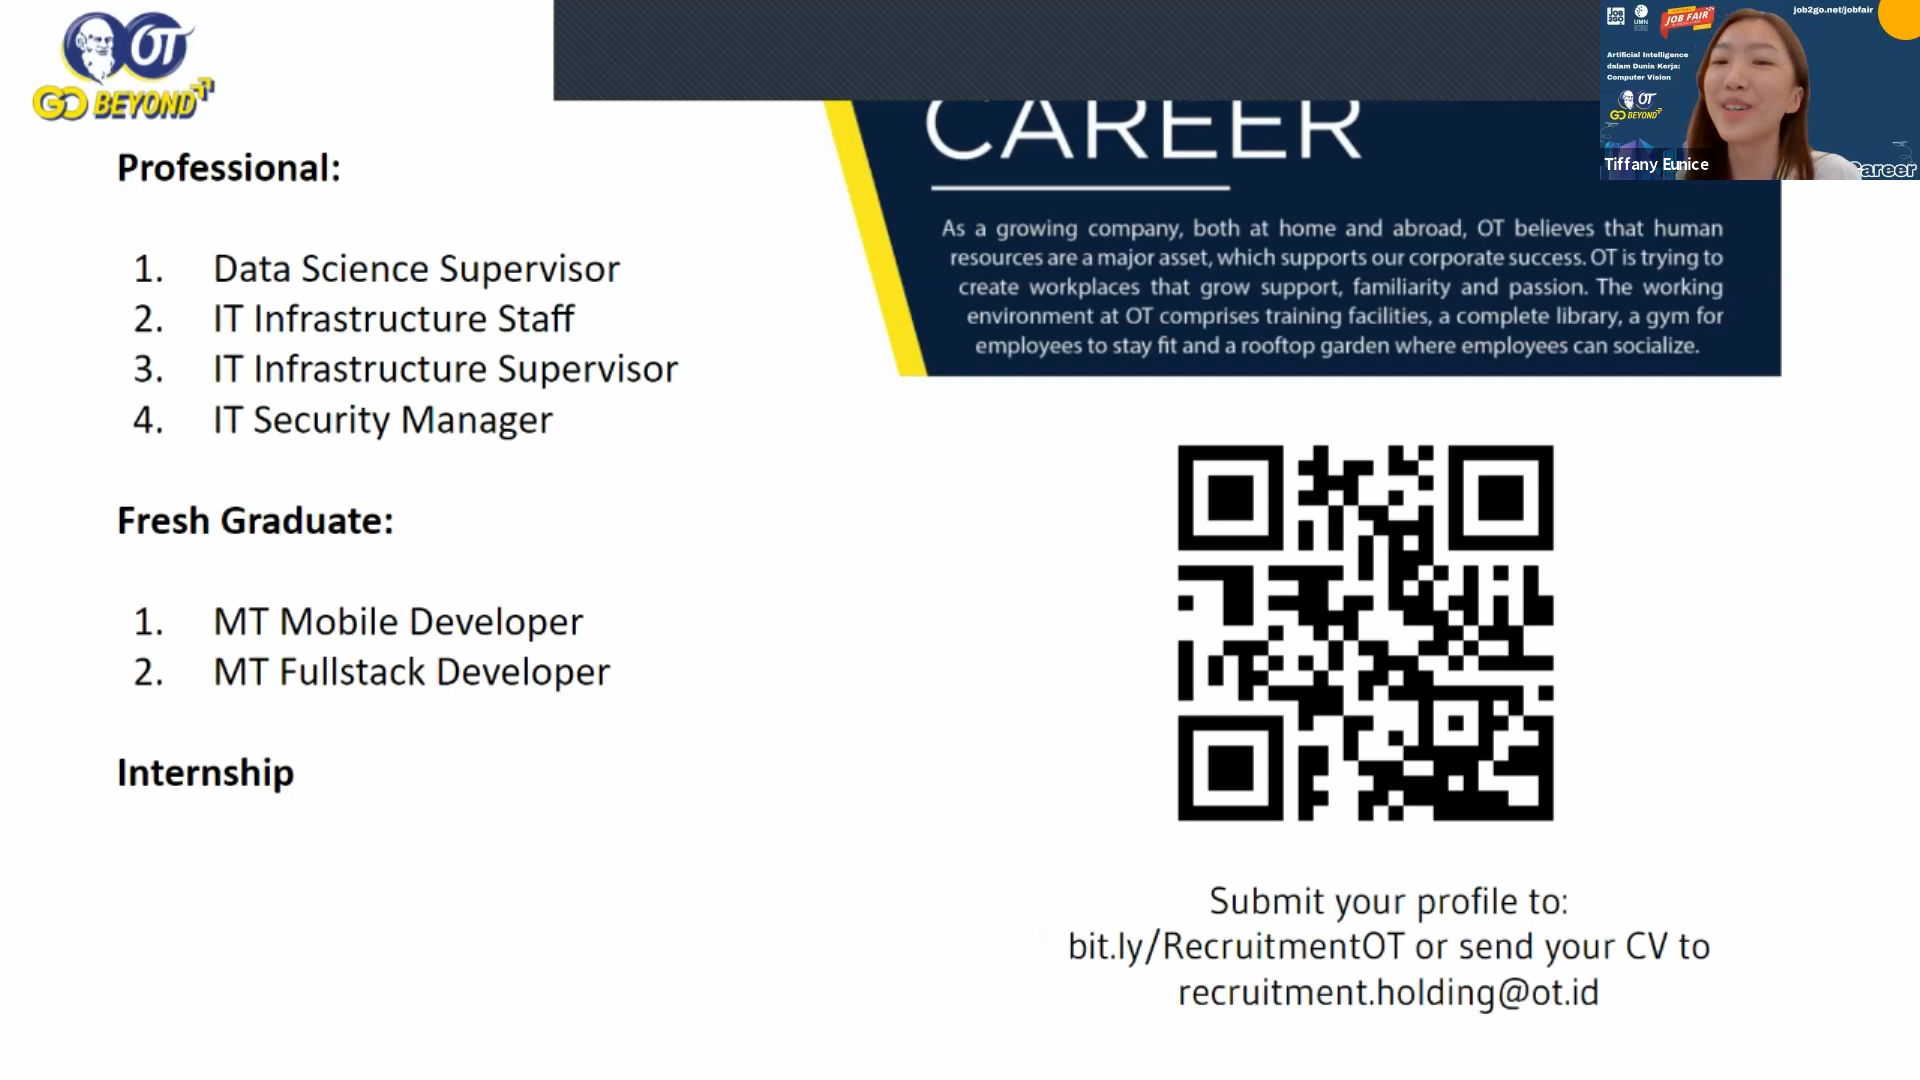 OT
GO BEYOND
Professional:
1. Data Science Supervisor
2. IT Infrastructure Staff
3. IT Infrastructure Supervisor
4. IT Security Manager
Fresh Graduate:
1. MT Mobile Developer
2. MT Fullstack Developer
Internship
CAREER
As a growing company, both at home and abroad, OT believes that human
resources are a major asset, which supports our corporate success. OT is trying to
create workplaces that grow support, familiarity and passion. The working
environment at OT comprises training facilities, a complete library, a gym for
employees to stay fit and a rooftop garden where employees can socialize.
Submit your profile to:
bit.ly/RecruitmentOT or send your CV to
recruitment.holding@ot.id
JOB2GO
UMN
JOB FAIR
job2go.net/jobfair
Artificial Intelligence
dalam Dunia Kerja:
Computer Vision
OT
GO BEYOND
Tiffany Eunice
Career